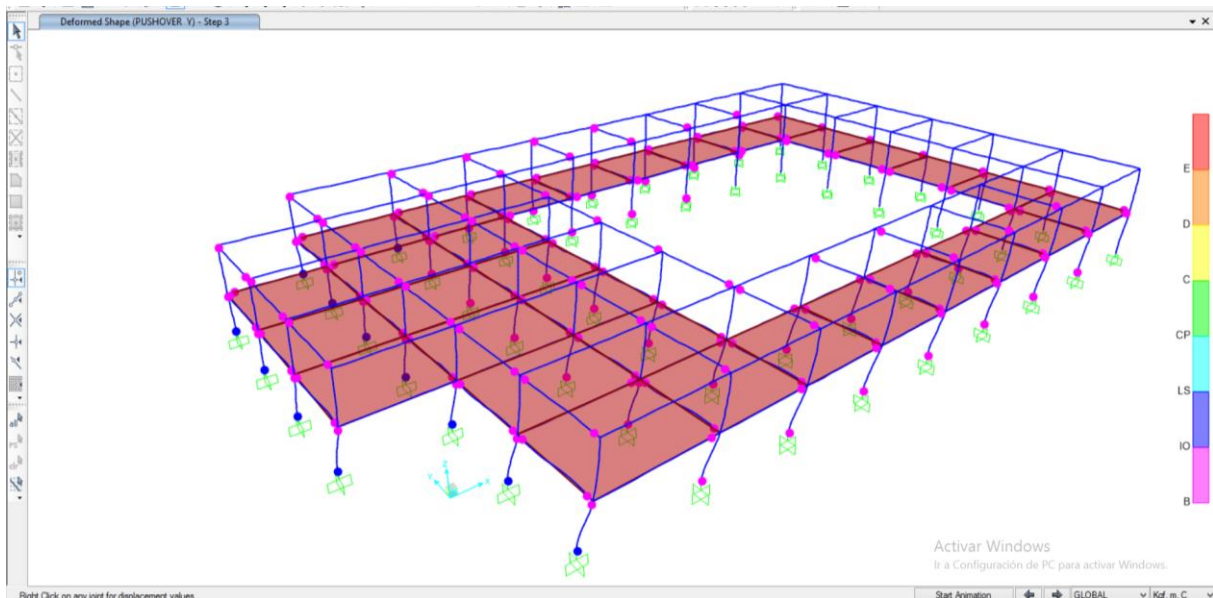 Deformed Shape (PUSHOVER Y) - Step 3
E
D
C
CP
LS
IO
B
Z
Y
X
Activar Windows
Ir a Configuración de PC para activar Windows.
Right Click on any joint for displacement values
Start Animation
GLOBAL
Kgf, m, C